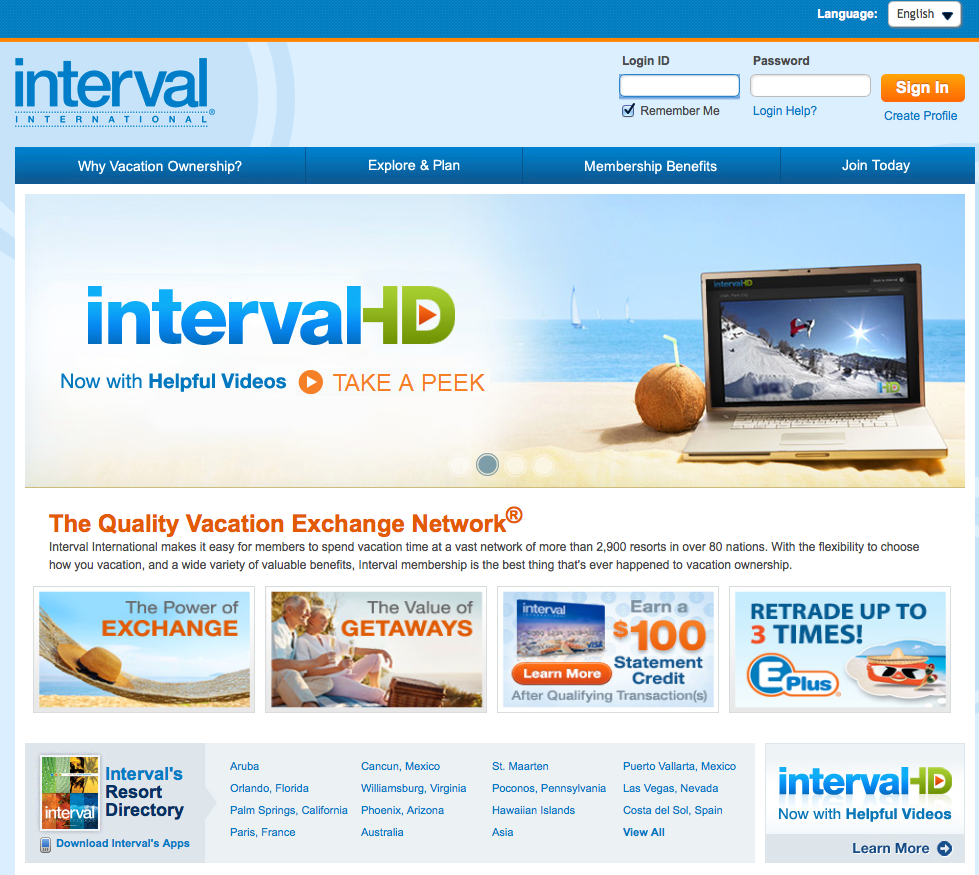 Language: English
Login ID
Password
Sign In
Remember Me
Login Help?
Create Profile
interval®
INTERNATIONAL
Why Vacation Ownership?
Explore & Plan
Membership Benefits
Join Today
intervalHD
Now with Helpful Videos TAKE A PEEK
intervalHD
HD
The Quality Vacation Exchange Network®
Interval International makes it easy for members to spend vacation time at a vast network of more than 2,900 resorts in over 80 nations. With the flexibility to choose
how you vacation, and a wide variety of valuable benefits, Interval membership is the best thing that's ever happened to vacation ownership.
The Power of
EXCHANGE
The Value of
GETAWAYS
interval
VISA
Learn More
Earn a
$100
Statement
Credit
After Qualifying Transaction(s)
RETRADE UP TO
3 TIMES!
E Plus®
interval
Interval's
Resort
Directory
Download Interval's Apps
Aruba
Cancun, Mexico
St. Maarten
Puerto Vallarta, Mexico
Orlando, Florida
Williamsburg, Virginia
Poconos, Pennsylvania
Las Vegas, Nevada
Palm Springs, California
Phoenix, Arizona
Hawaiian Islands
Costa del Sol, Spain
Paris, France
Australia
Asia
View All
intervalHD
Now with Helpful Videos
Learn More